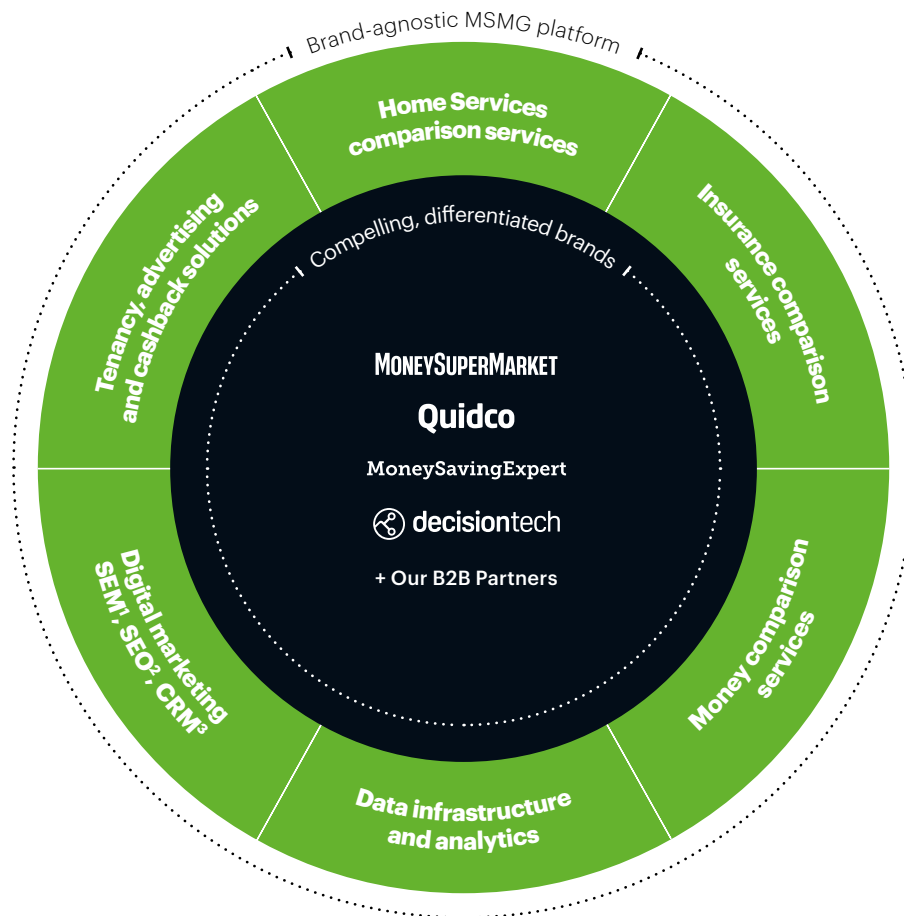 Brand-agnostic MSMG platform
Home Services
comparison services
Insurance comparison
services
Money comparison
services
Data infrastructure
and analytics
Digital marketing
SEM¹, SEO², CRM³
Tenancy, advertising
and cashback solutions
Compelling, differentiated brands
MONEYSUPERMARKET
Quidco
MoneySavingExpert
decisiontech
+ Our B2B Partners